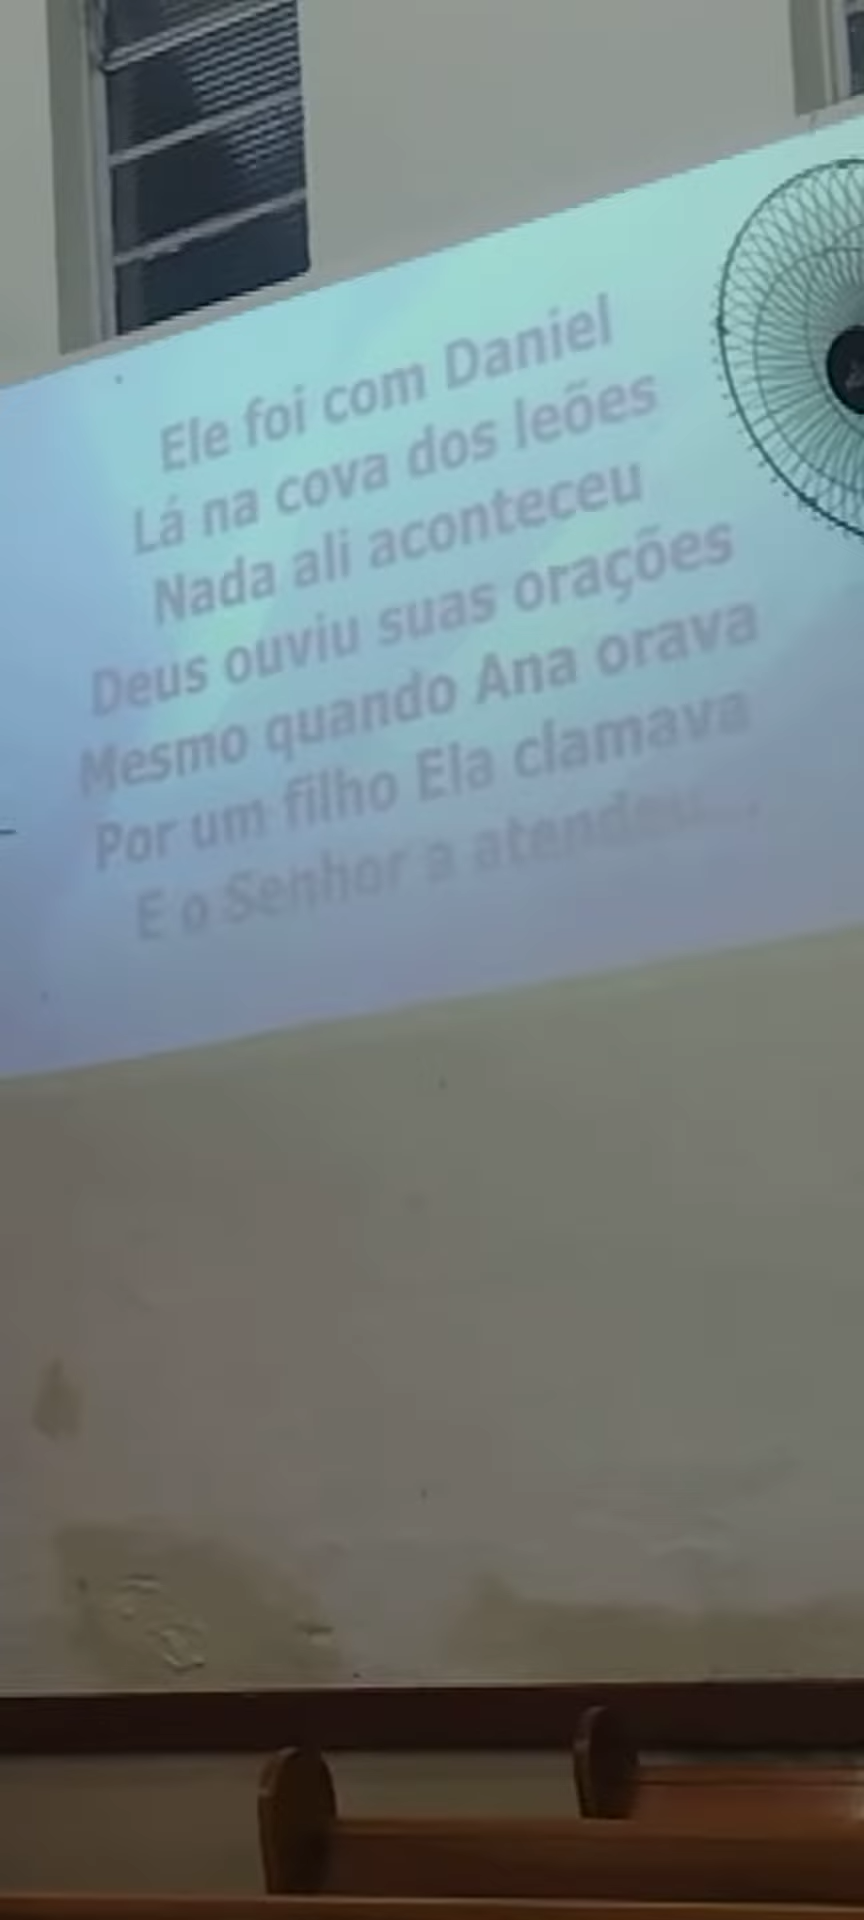 Ele foi com Daniel
Lá na cova dos leões
Nada ali aconteceu
Deus ouviu suas orações
Mesmo quando Ana orava
Por um filho Ela clamava
E o Senhor a atendeu...